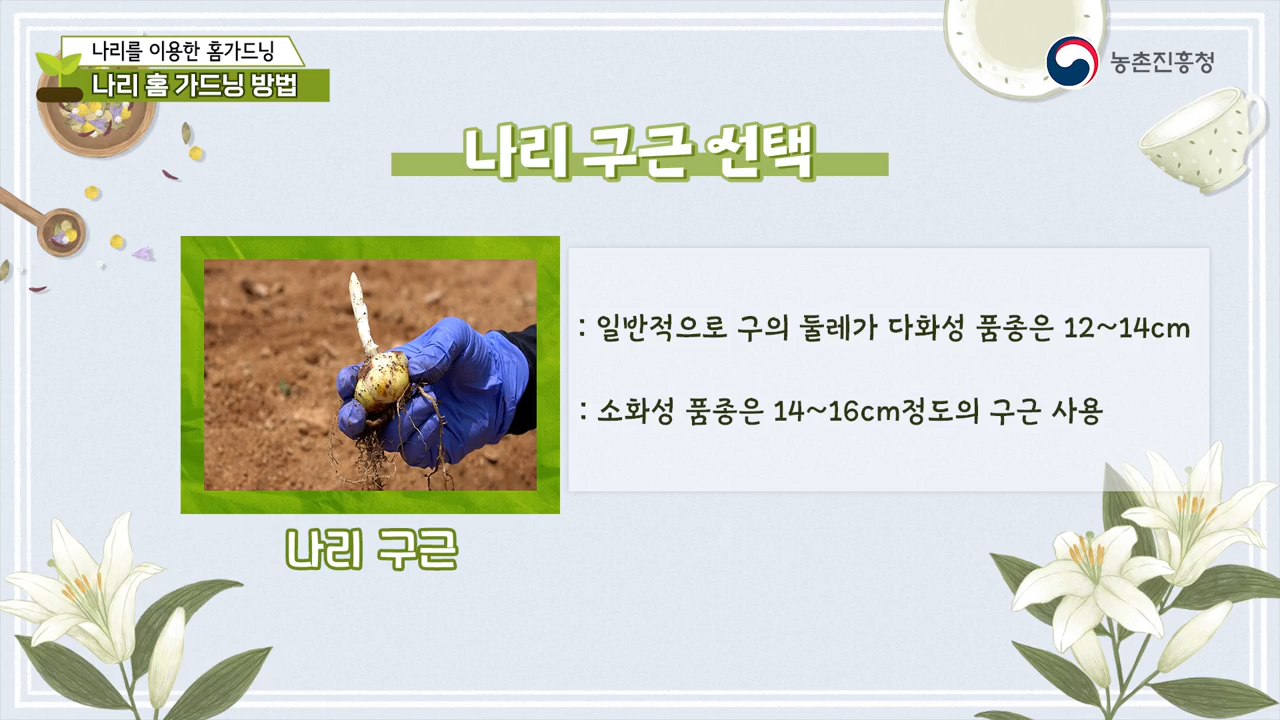 나리를 이용한 홈가드닝
나리 홈 가드닝 방법
농촌진흥청
나리 구근 선택
: 일반적으로 구의 둘레가 다화성 품종은 12~14cm
: 소화성 품종은 14~16cm정도의 구근 사용
나리 구근